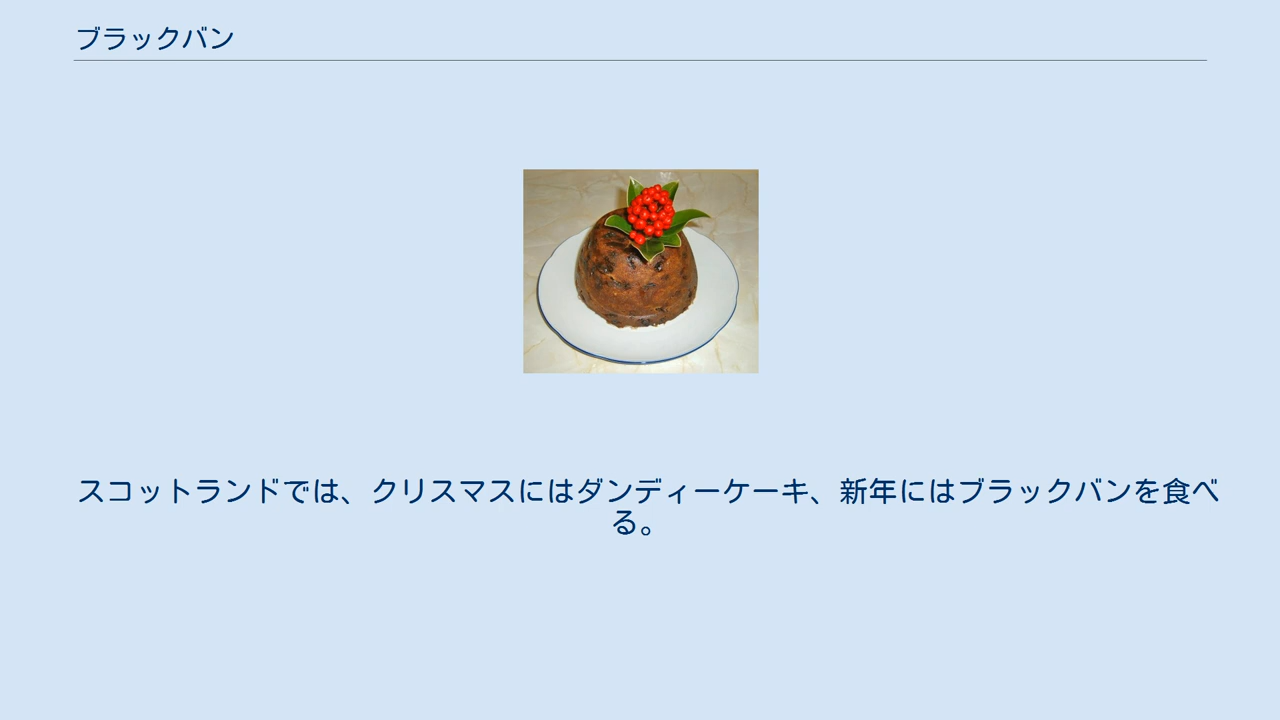 ブラックバン
スコットランドでは、クリスマスにはダンディーケーキ、新年にはブラックバンを食べ
る。